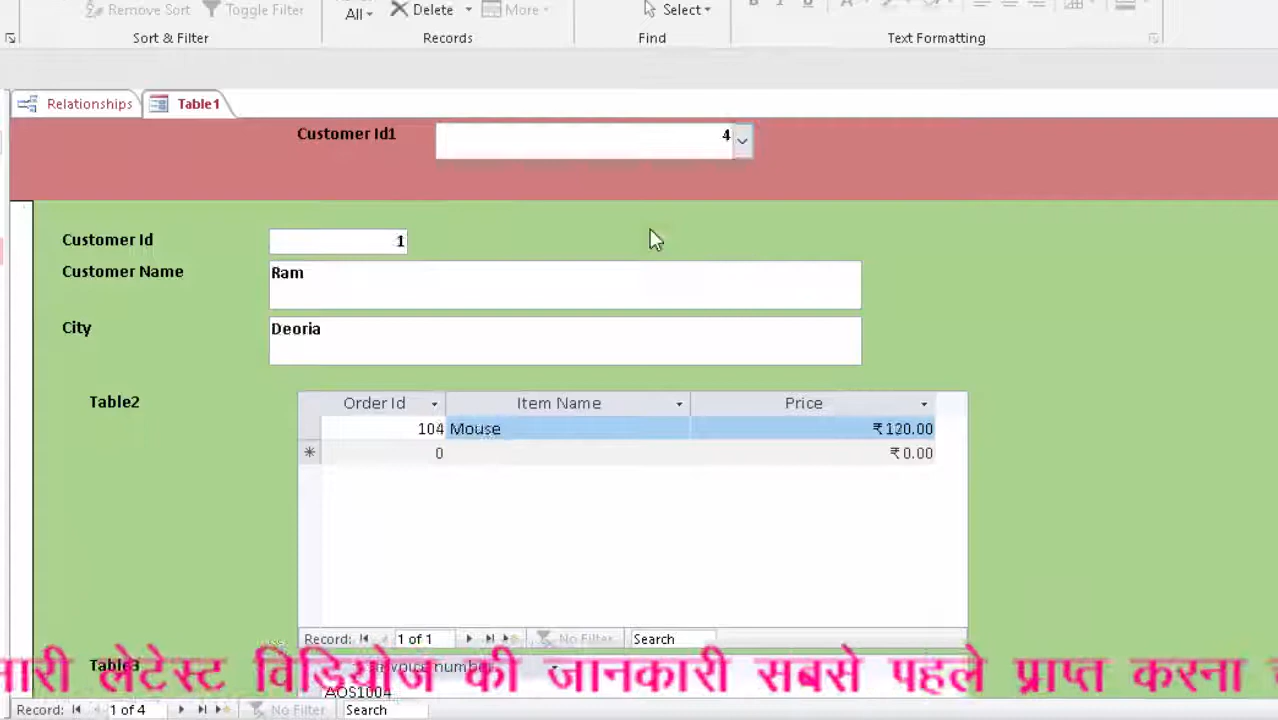 Remove Sort Toggle Filter
All Delete More
Select
Sort & Filter
Records
Find
Text Formatting
Relationships
Table1
Customer Id1
4
Customer Id
1
Customer Name
Ram
City
Deoria
Table2
Order Id Item Name Price
104 Mouse ₹120.00
* 0 ₹0.00
Record: 1 of 1 No Filter Search
Table3
लेटेस्ट विडियोज की जानकारी सबसे पहले प्राप्त करना
AOS1004
Record: 1 of 4 No Filter Search